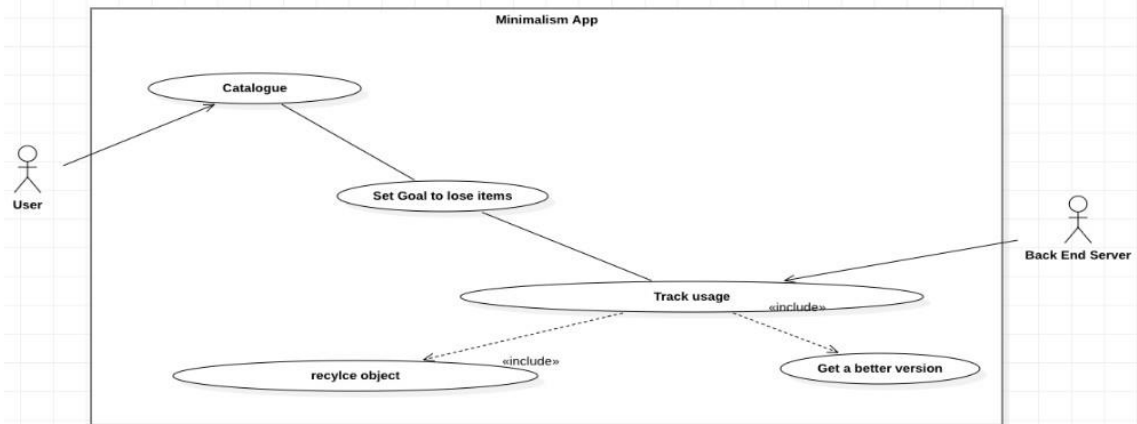 Minimalism App
Catalogue
Set Goal to lose items
User
Back End Server
Track usage
«include»
«include»
recylce object
Get a better version